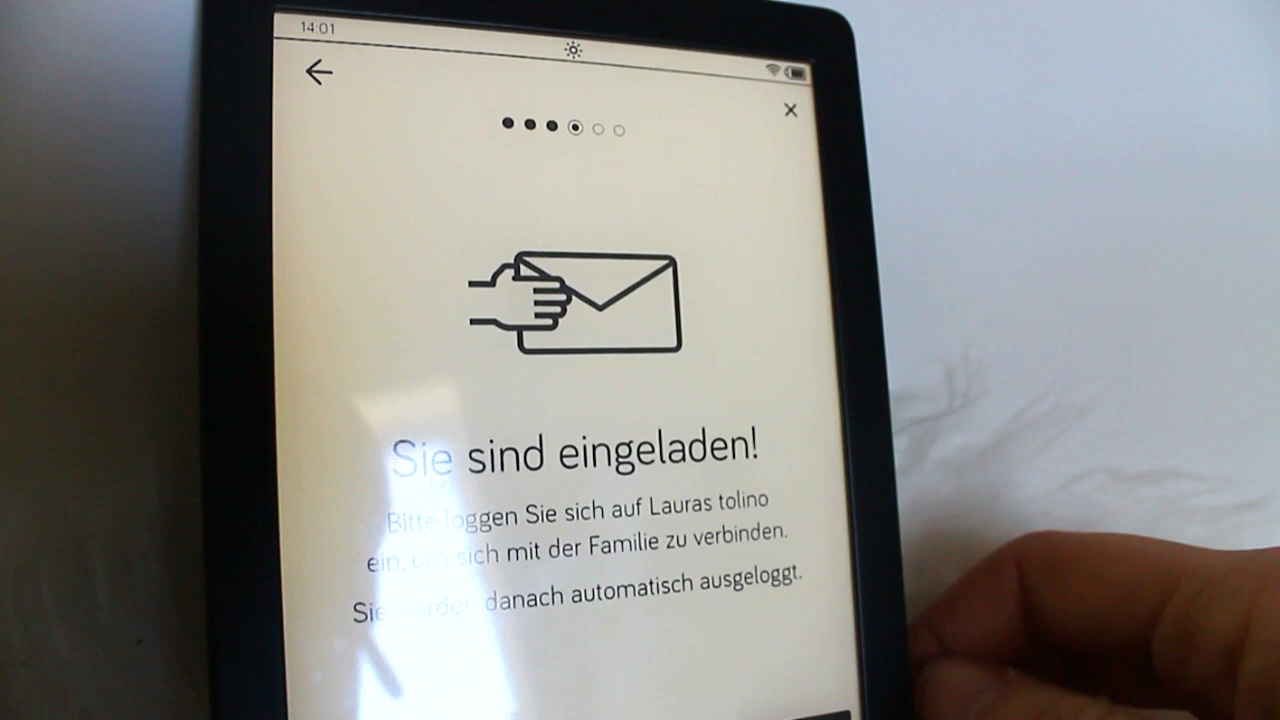 14:01
Sie sind eingeladen!
Bitte loggen Sie sich auf Lauras tolino
ein, um sich mit der Familie zu verbinden.
Sie werden danach automatisch ausgeloggt.